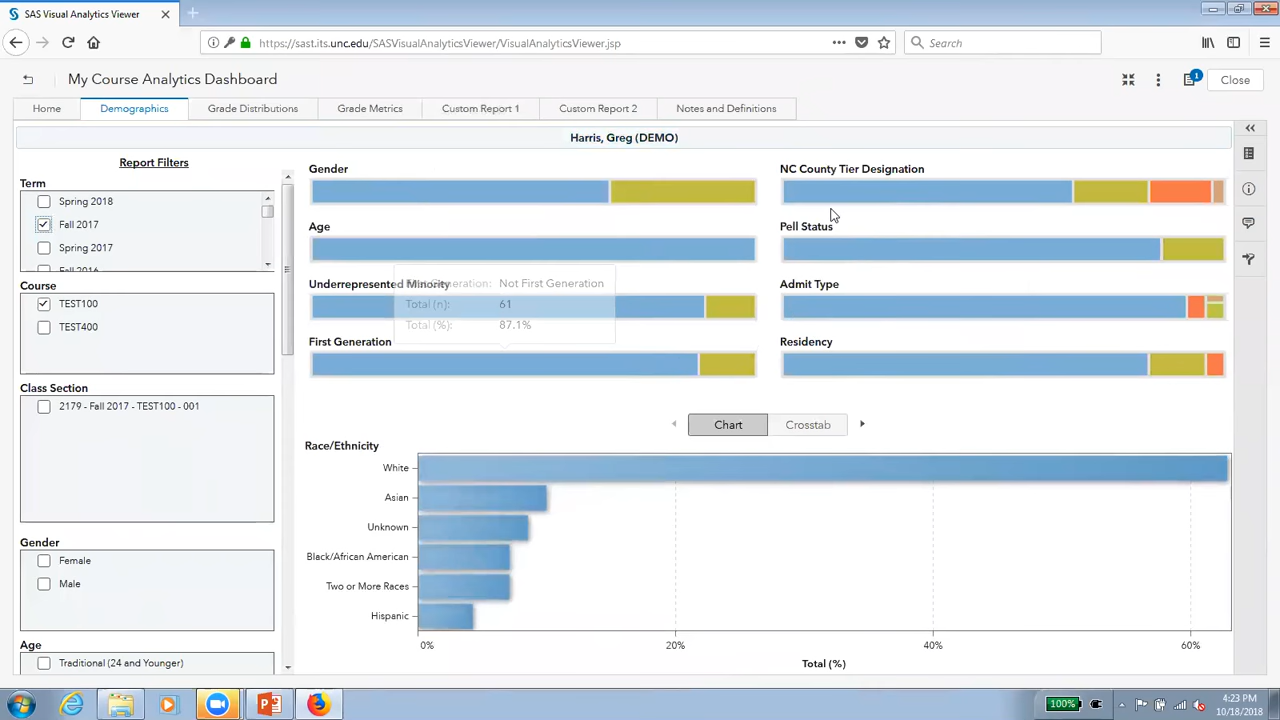 SAS Visual Analytics Viewer
https://sast.its.unc.edu/SASVisualAnalyticsViewer/VisualAnalyticsViewer.jsp
Search
My Course Analytics Dashboard
1
Close
Home
Demographics
Grade Distributions
Grade Metrics
Custom Report 1
Custom Report 2
Notes and Definitions
Harris, Greg (DEMO)
Report Filters
Term
Spring 2018
Fall 2017
Spring 2017
Fall 2016
Course
TEST100
TEST400
Class Section
2179 - Fall 2017 - TEST100 - 001
Gender
Female
Male
Age
Traditional (24 and Younger)
Gender
Age
Underrepresented Minority
First Generation
Generation: Not First Generation
Total (n): 61
Total (%): 87.1%
NC County Tier Designation
Pell Status
Admit Type
Residency
Chart
Crosstab
Race/Ethnicity
White
Asian
Unknown
Black/African American
Two or More Races
Hispanic
0% 20% 40% 60%
Total (%)
100%
4:23 PM
10/18/2018